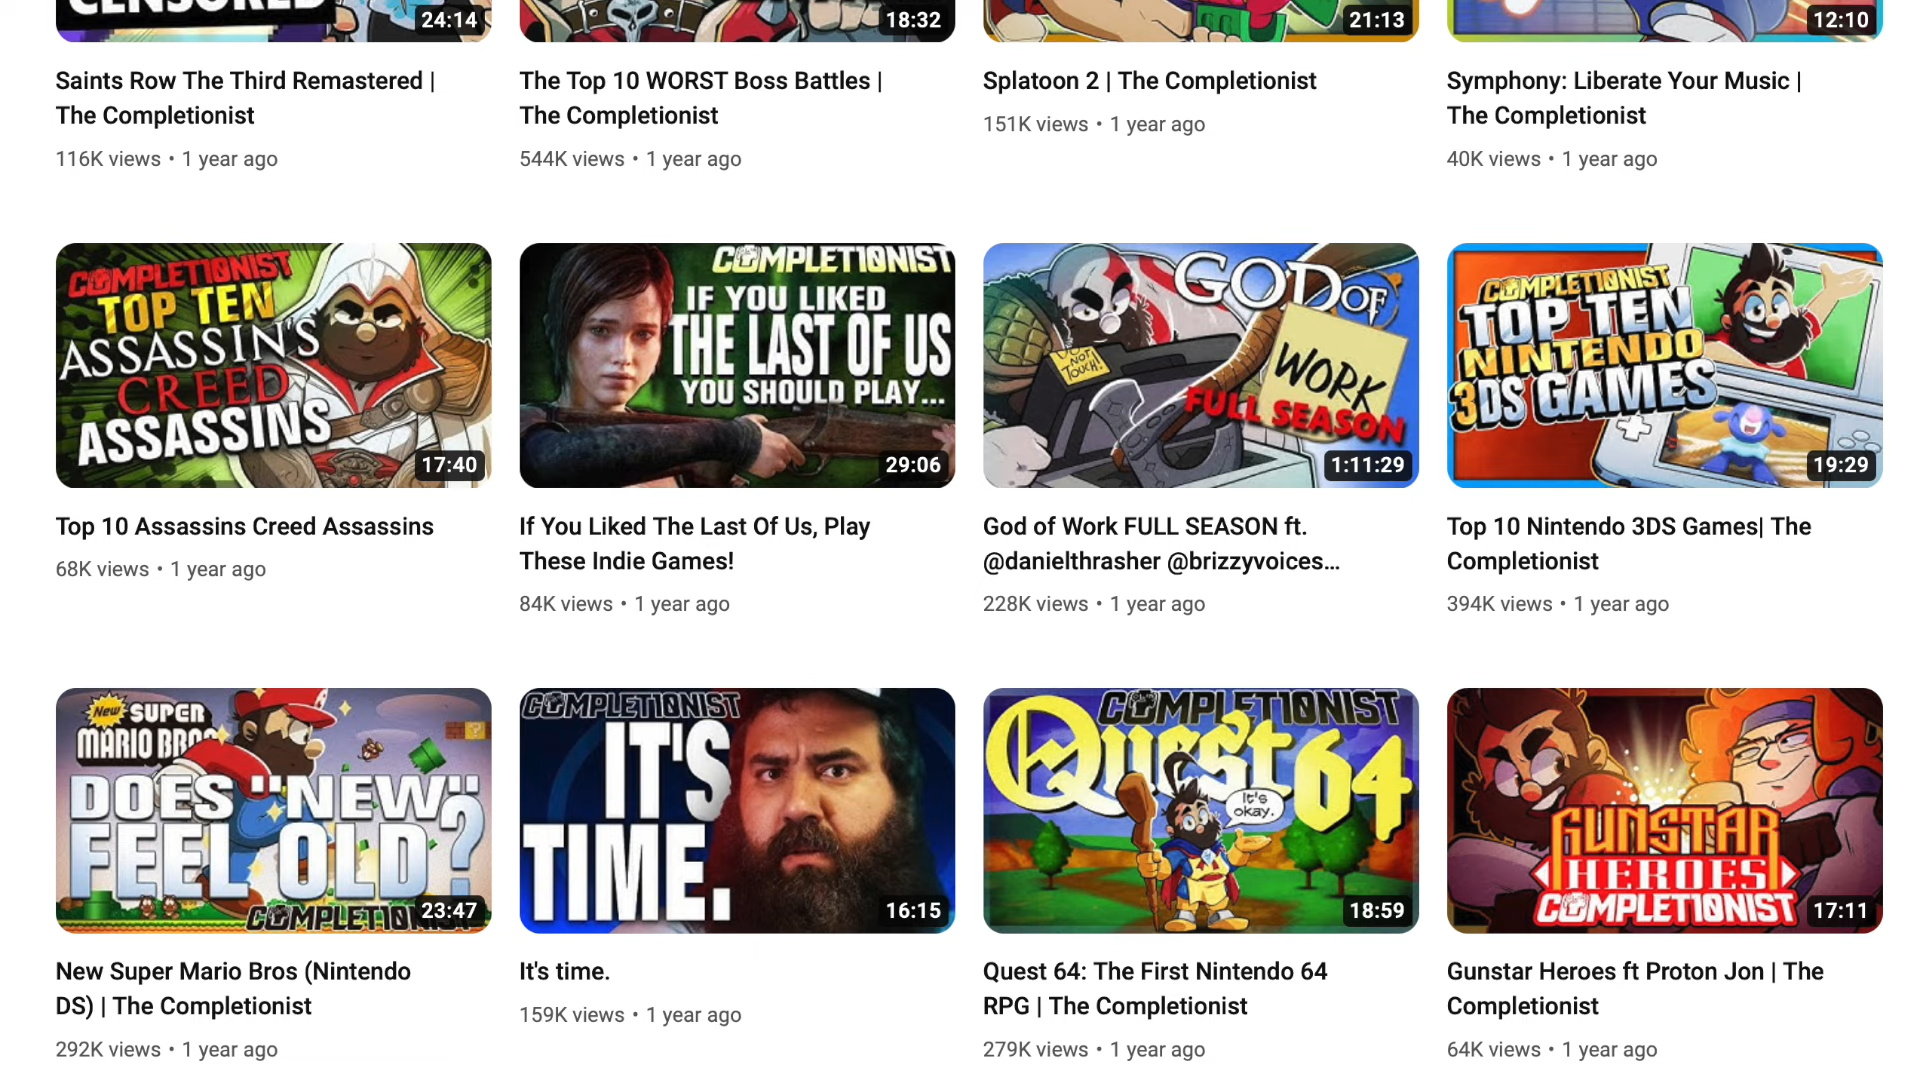 CENSORED
24:14
18:32
21:13
12:10
Saints Row The Third Remastered |
The Completionist
116K views • 1 year ago
The Top 10 WORST Boss Battles |
The Completionist
544K views • 1 year ago
Splatoon 2 | The Completionist
151K views • 1 year ago
Symphony: Liberate Your Music |
The Completionist
40K views • 1 year ago
COMPLETIONIST
TOP TEN
ASSASSIN'S
CREED
ASSASSINS
17:40
COMPLETIONIST
IF YOU LIKED
THE LAST OF US
YOU SHOULD PLAY...
29:06
GOD OF
WORK
DO NOT
TOUCH!
FULL SEASON
1:11:29
COMPLETIONIST
TOP TEN
NINTENDO
3DS GAMES
19:29
Top 10 Assassins Creed Assassins
68K views • 1 year ago
If You Liked The Last Of Us, Play
These Indie Games!
84K views • 1 year ago
God of Work FULL SEASON ft.
@danielthrasher @brizzyvoices...
228K views • 1 year ago
Top 10 Nintendo 3DS Games| The
Completionist
394K views • 1 year ago
New SUPER
MARIO BROS
DOES "NEW"
FEEL OLD?
COMPLETIONIST
23:47
COMPLETIONIST
IT'S
TIME.
16:15
COMPLETIONIST
Quest 64
It's
okay.
18:59
GUNSTAR
HEROES
COMPLETIONIST
17:11
New Super Mario Bros (Nintendo
DS) | The Completionist
292K views • 1 year ago
It's time.
159K views • 1 year ago
Quest 64: The First Nintendo 64
RPG | The Completionist
279K views • 1 year ago
Gunstar Heroes ft Proton Jon | The
Completionist
64K views • 1 year ago